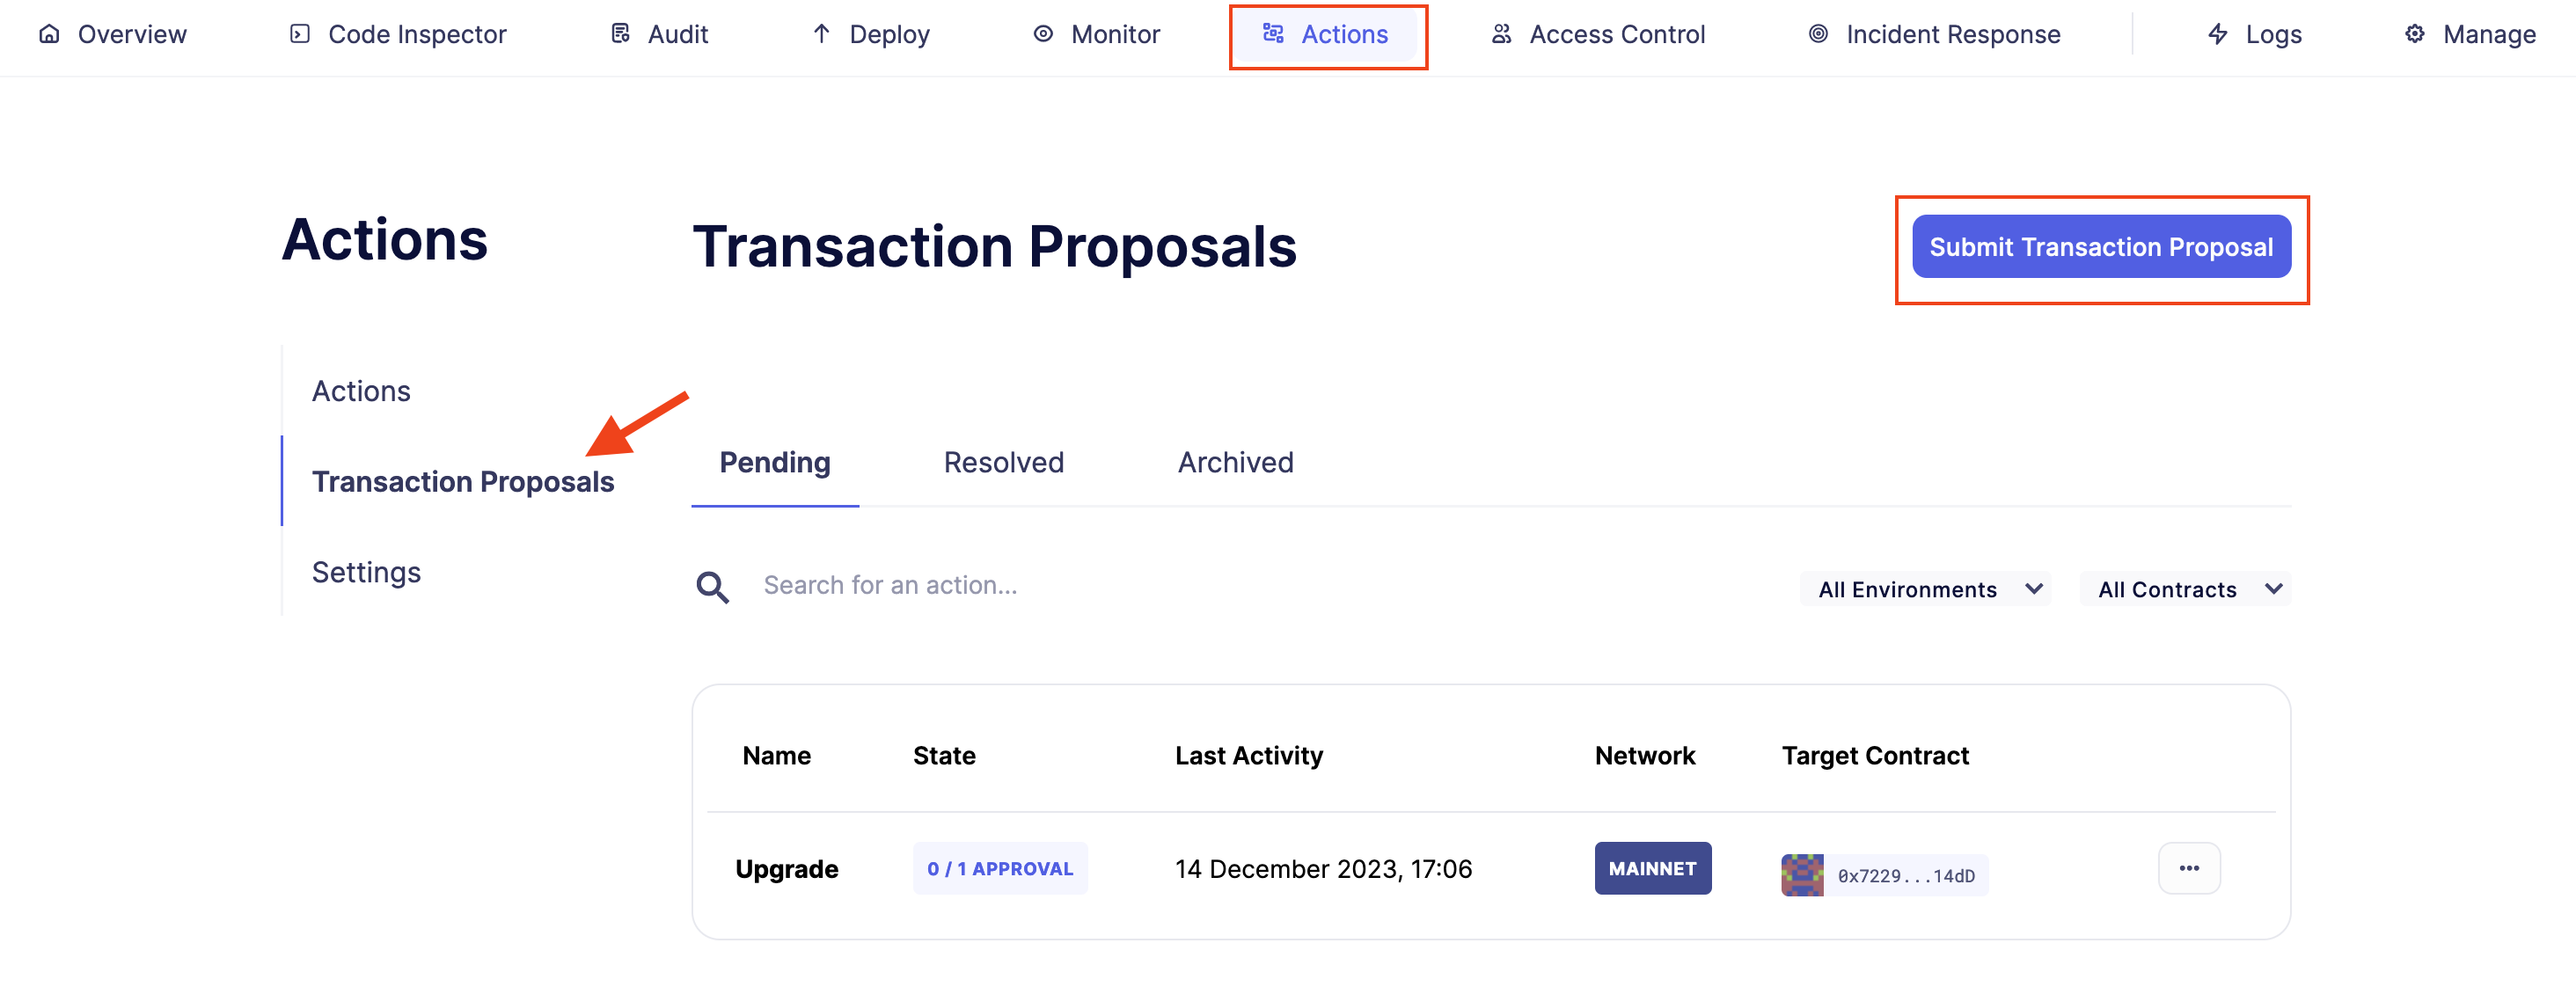 Overview Code Inspector Audit Deploy Monitor Actions Access Control Incident Response Logs Manage
Actions
Transaction Proposals
Submit Transaction Proposal
Actions
Transaction Proposals
Settings
Pending Resolved Archived
Search for an action...
All Environments All Contracts
Name State Last Activity Network Target Contract
Upgrade 0 / 1 APPROVAL 14 December 2023, 17:06 MAINNET 0x7229...14dD